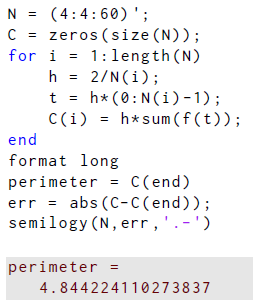 N = (4:4:60)';
C = zeros(size(N));
for i = 1:length(N)
h = 2/N(i);
t = h*(0:N(i)-1);
C(i) = h*sum(f(t));
end
format long
perimeter = C(end)
err = abs(C-C(end));
semilogy(N,err,'.-')
perimeter =
4.844224110273837